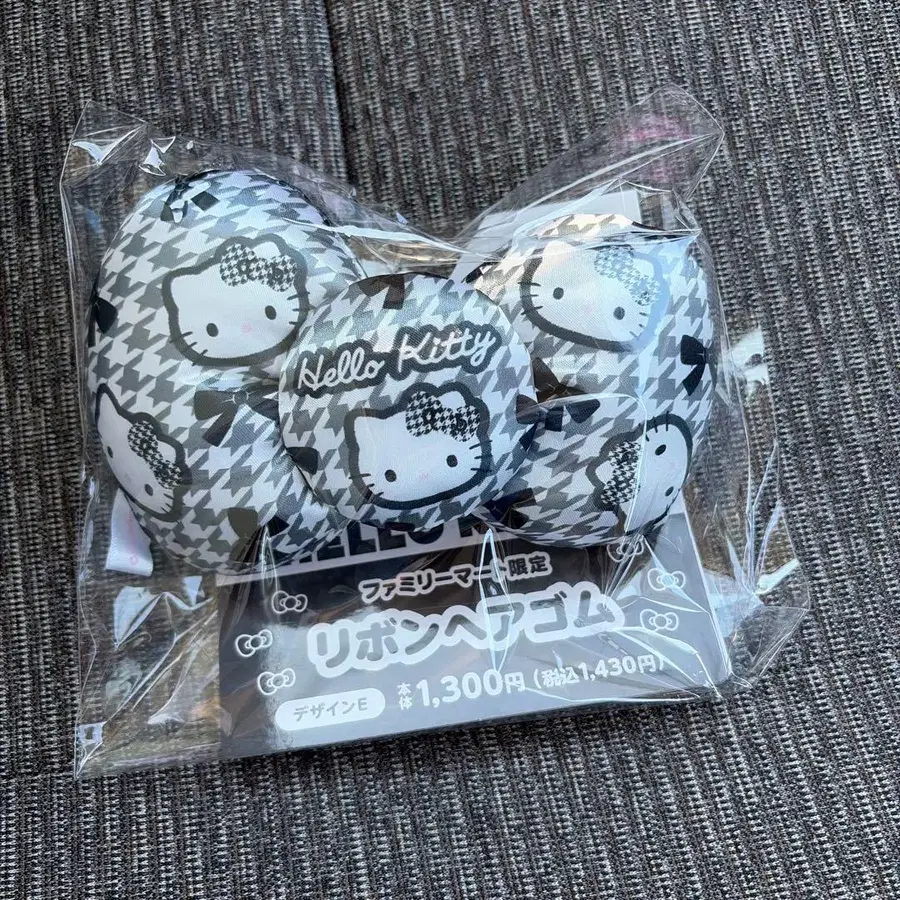 Hello Kitty
HELLO
ファミリーマート限定
リボンヘアゴム
デザインE
本体1,300円(税込1,430円)